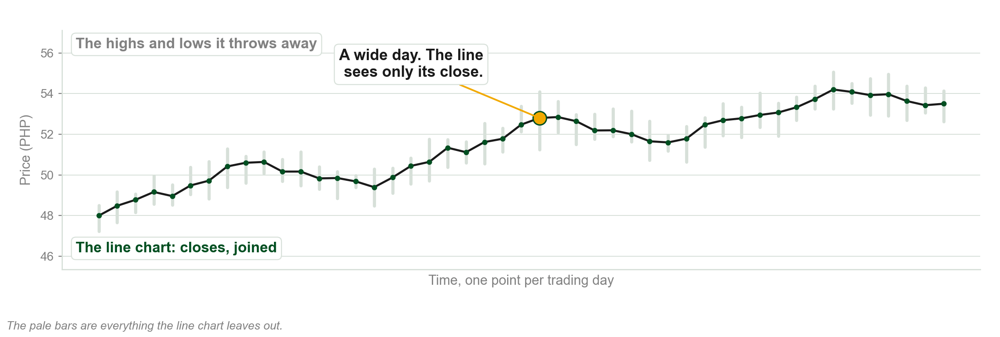 The highs and lows it throws away
A wide day. The line
sees only its close.
56
54
52
50
48
46
Price (PHP)
The line chart: closes, joined
Time, one point per trading day
The pale bars are everything the line chart leaves out.